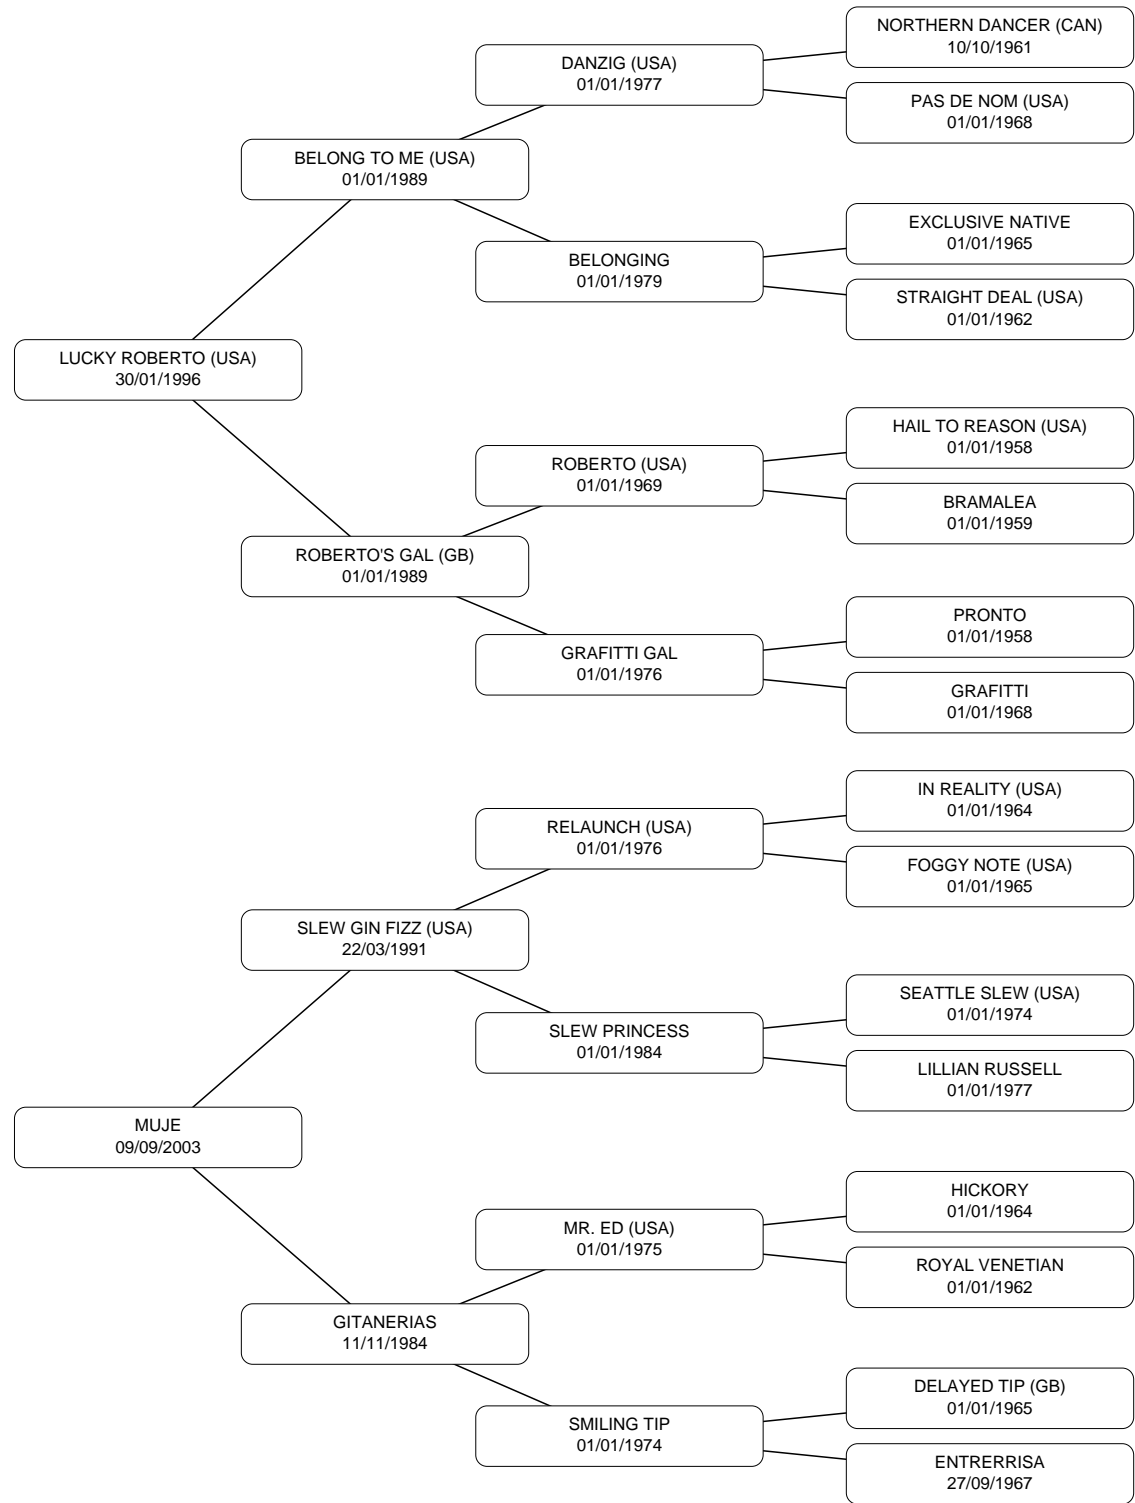 NORTHERN DANCER (CAN)
10/10/1961
DANZIG (USA)
01/01/1977
PAS DE NOM (USA)
01/01/1968
BELONG TO ME (USA)
01/01/1989
EXCLUSIVE NATIVE
01/01/1965
BELONGING
01/01/1979
STRAIGHT DEAL (USA)
01/01/1962
LUCKY ROBERTO (USA)
30/01/1996
HAIL TO REASON (USA)
01/01/1958
ROBERTO (USA)
01/01/1969
BRAMALEA
01/01/1959
ROBERTO'S GAL (GB)
01/01/1989
PRONTO
01/01/1958
GRAFITTI GAL
01/01/1976
GRAFITTI
01/01/1968
IN REALITY (USA)
01/01/1964
RELAUNCH (USA)
01/01/1976
FOGGY NOTE (USA)
01/01/1965
SLEW GIN FIZZ (USA)
22/03/1991
SEATTLE SLEW (USA)
01/01/1974
SLEW PRINCESS
01/01/1984
LILLIAN RUSSELL
01/01/1977
MUJE
09/09/2003
HICKORY
01/01/1964
MR. ED (USA)
01/01/1975
ROYAL VENETIAN
01/01/1962
GITANERIAS
11/11/1984
DELAYED TIP (GB)
01/01/1965
SMILING TIP
01/01/1974
ENTRERRISA
27/09/1967